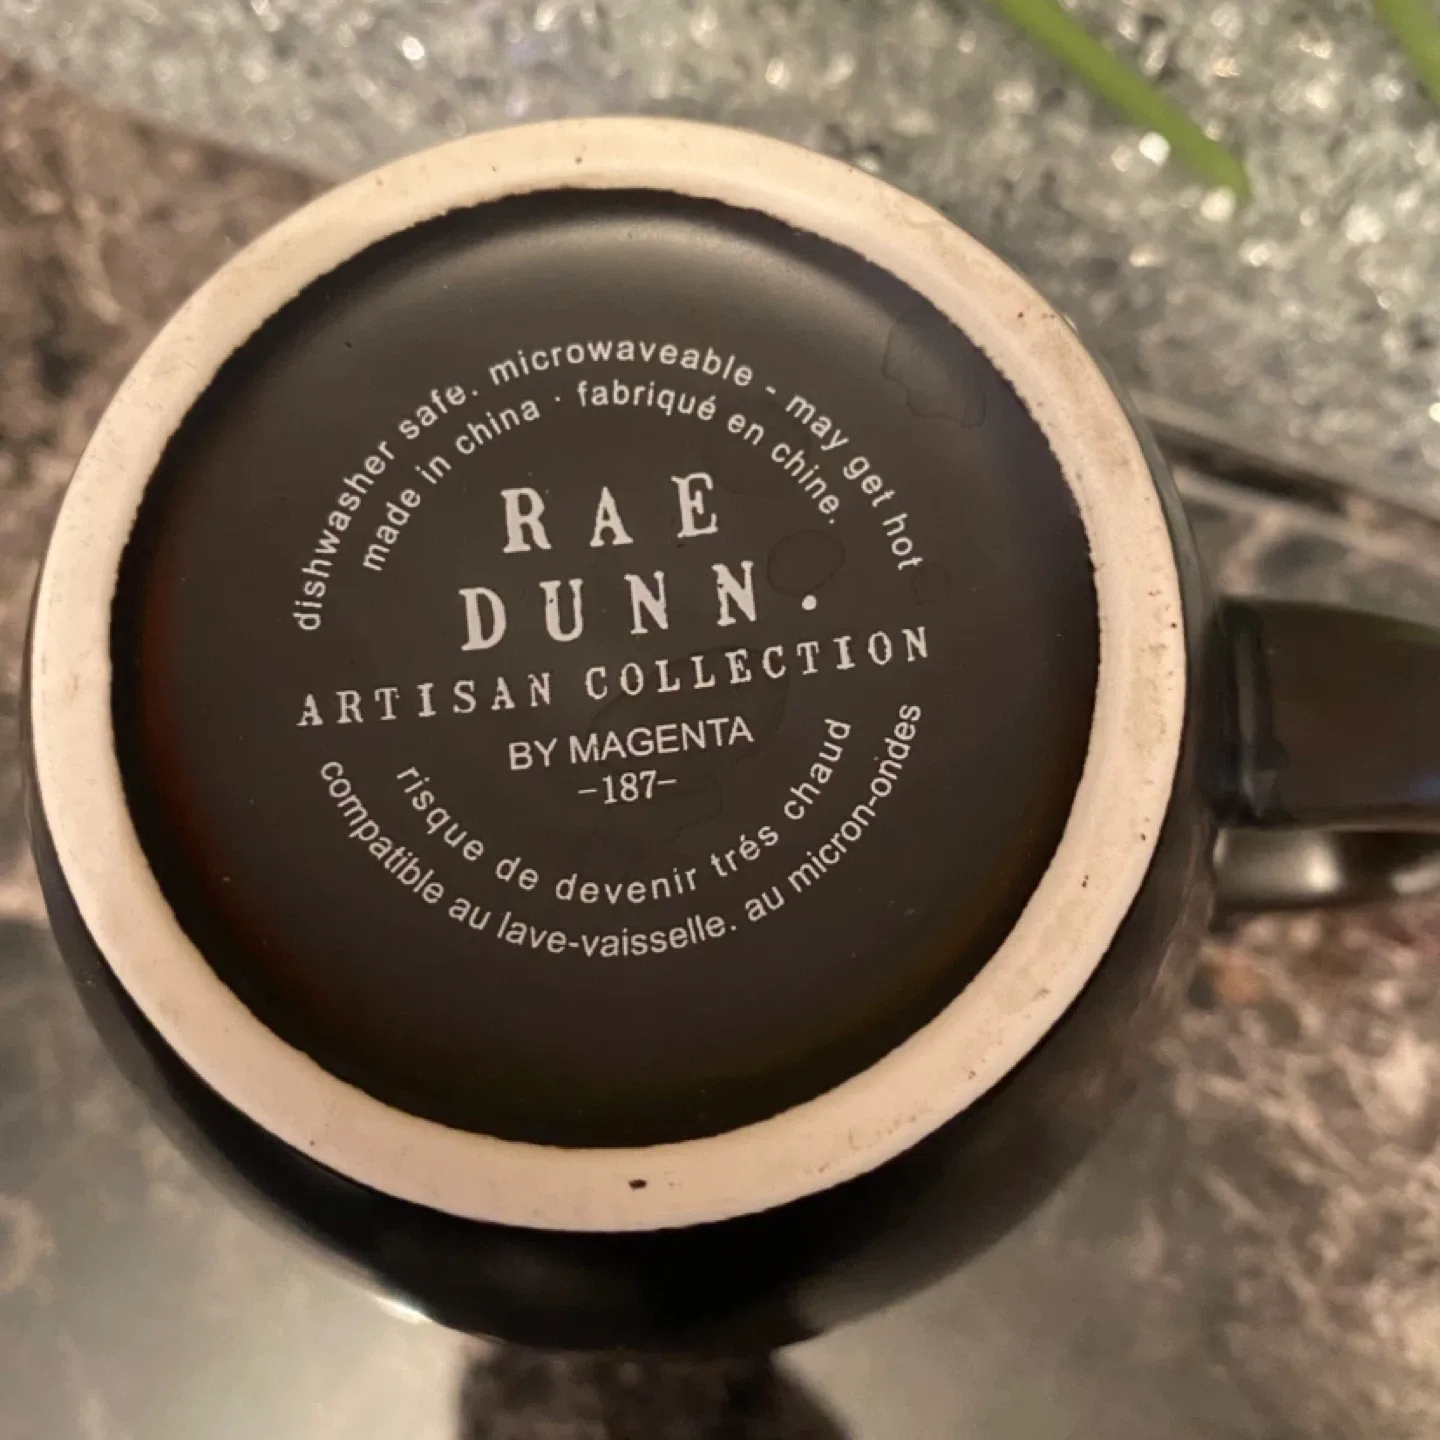 dishwasher safe. microwaveable - may get hot
made in china · fabriqué en chine.
RAE
DUNN.
ARTISAN COLLECTION
BY MAGENTA
–187–
risque de devenir trés chaud
compatible au lave-vaisselle. au micron-ondes